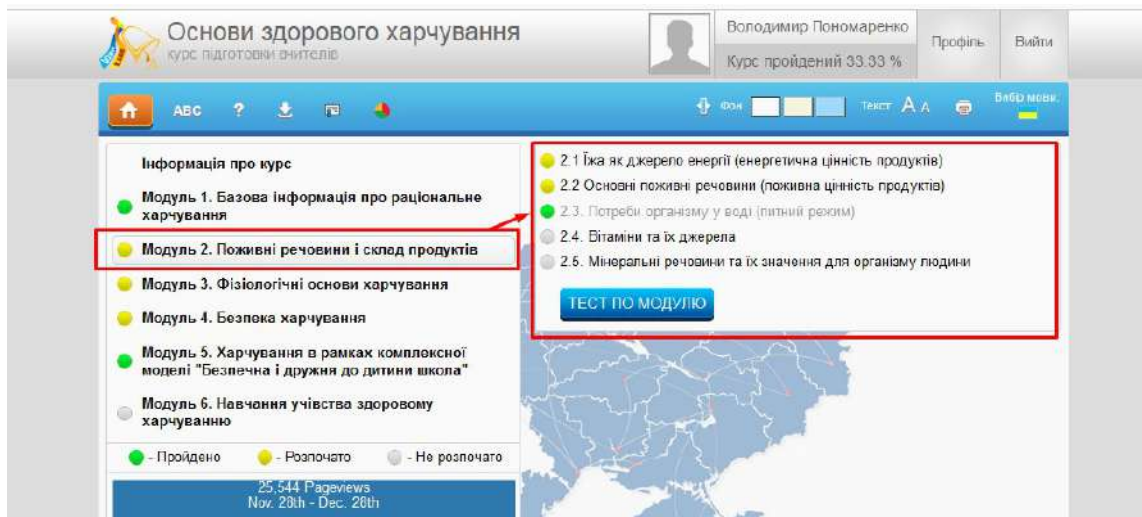 Основи здорового харчування
курс підготовки вчителів
Володимир Пономаренко
Курс пройдений 33.33 %
Профіль
Вийти
ABC
?
Фон
Текст A A
Вибір мови:
Інформація про курс
Модуль 1. Базова інформація про раціональне
харчування
Модуль 2. Поживні речовини і склад продуктів
Модуль 3. Фізіологічні основи харчування
Модуль 4. Безпека харчування
Модуль 5. Харчування в рамках комплексної
моделі "Безпечна і дружня до дитини школа"
Модуль 6. Навчання учівства здоровому
харчуванню
- Пройдено
- Розпочато
- Не розпочато
25,544 Pageviews
Nov. 28th - Dec. 28th
2.1 Їжа як джерело енергії (енергетична цінність продуктів)
2.2 Основні поживні речовини (поживна цінність продуктів)
2.3. Потреби організму у воді (питний режим)
2.4. Вітаміни та їх джерела
2.5. Мінеральні речовини та їх значення для організму людини
ТЕСТ ПО МОДУЛЮ